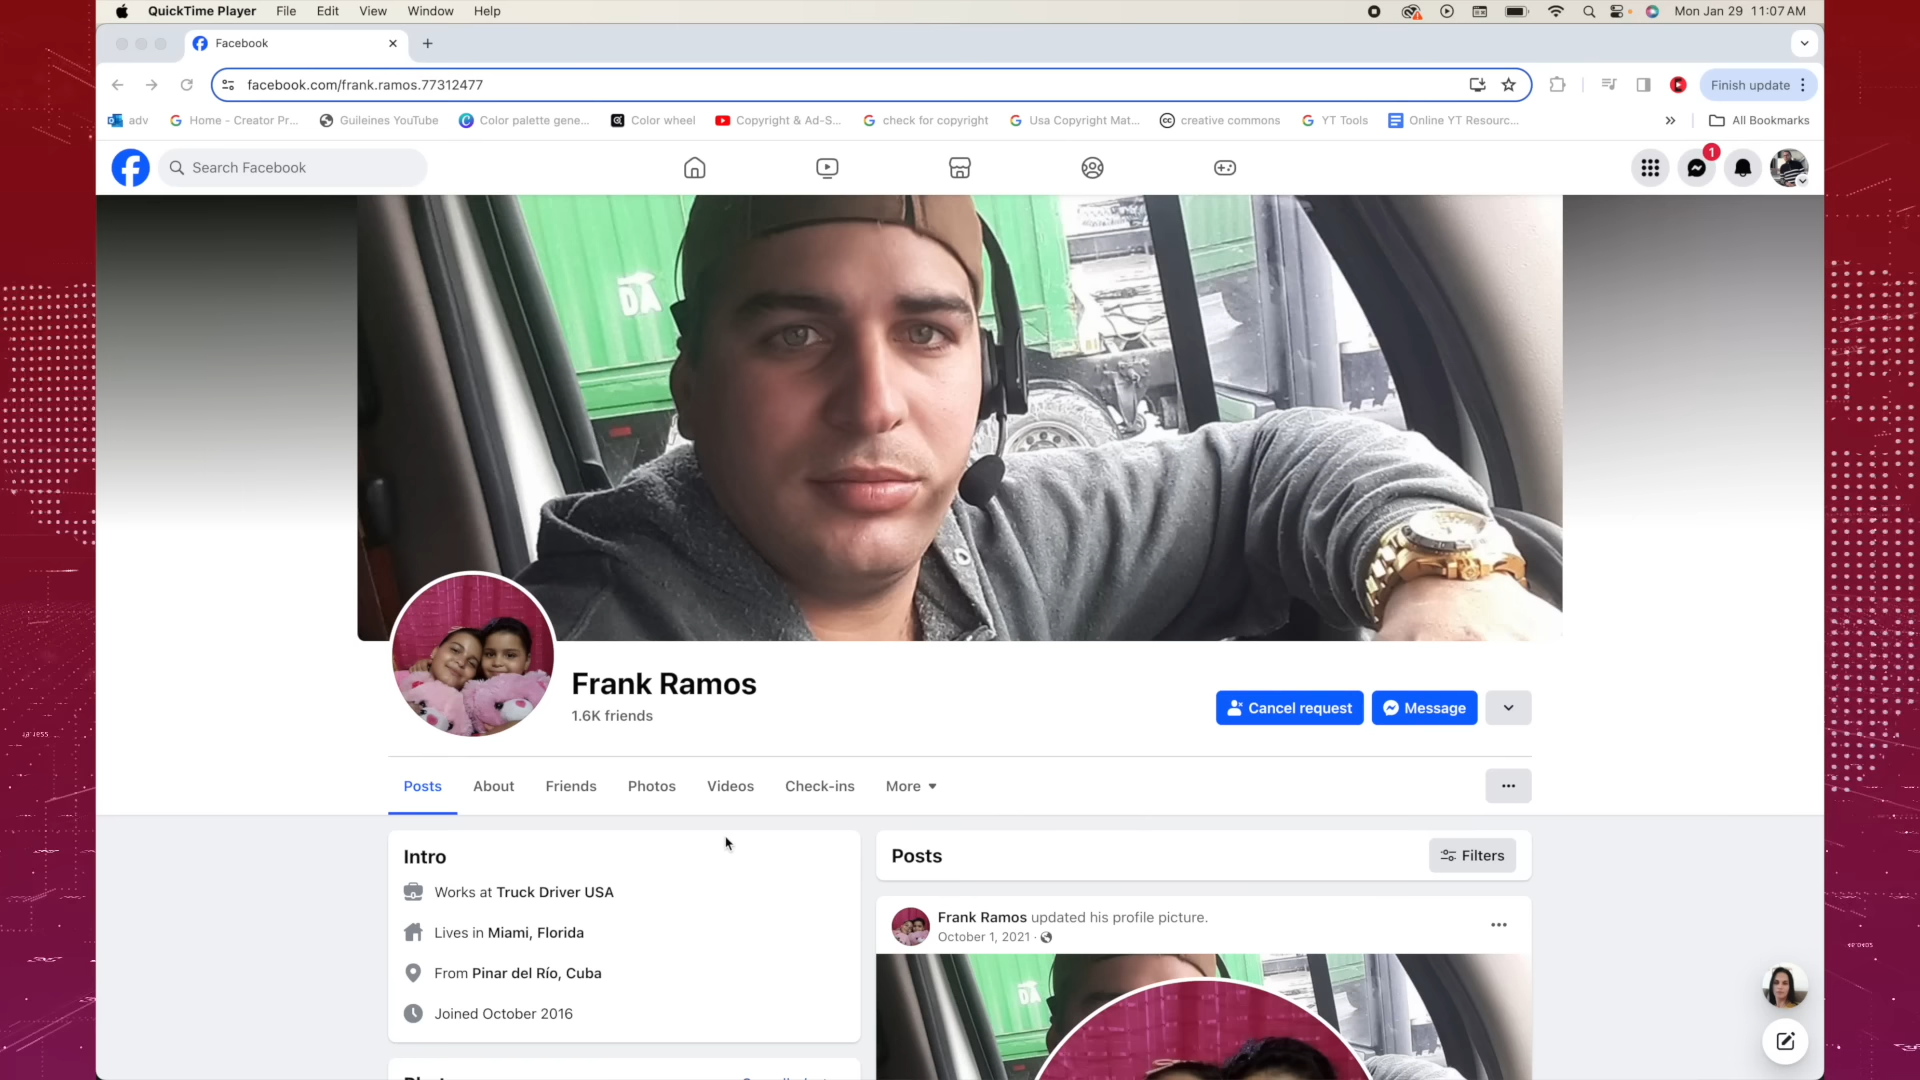 QuickTime Player File Edit View Window Help
Mon Jan 29 11:07 AM
Facebook
facebook.com/frank.ramos.77312477
Finish update
adv
Home - Creator Pr...
Guileines YouTube
Color palette gene...
Color wheel
Copyright & Ad-S...
check for copyright
Usa Copyright Mat...
creative commons
YT Tools
Online YT Resourc...
All Bookmarks
Search Facebook
1
DA
Frank Ramos
1.6K friends
Cancel request
Message
Posts About Friends Photos Videos Check-ins More
Intro
Works at Truck Driver USA
Lives in Miami, Florida
From Pinar del Río, Cuba
Joined October 2016
Posts
Filters
Frank Ramos updated his profile picture.
October 1, 2021 ·
DA